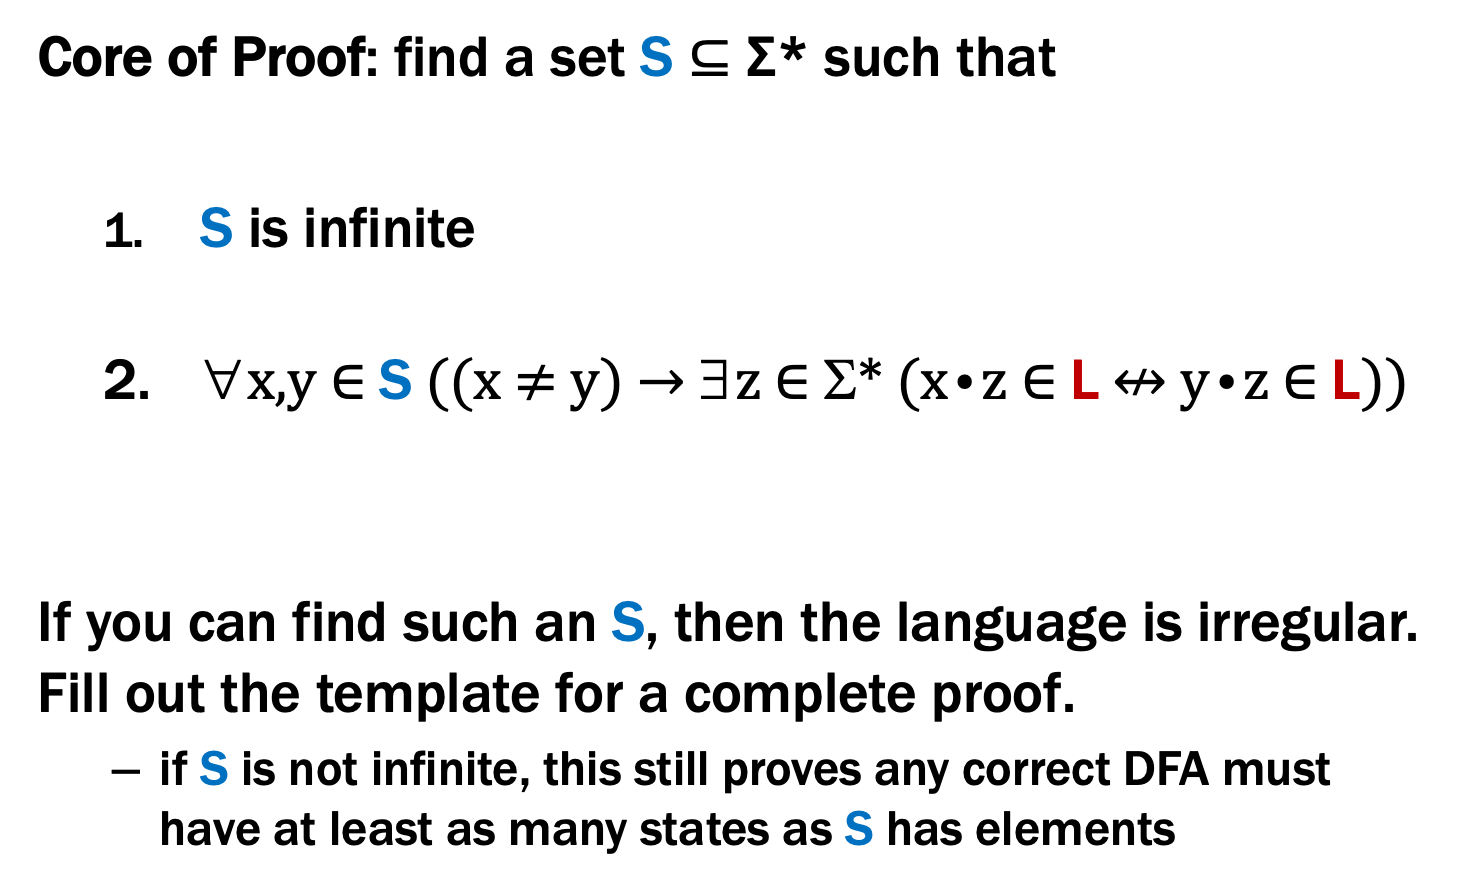 Core of Proof: find a set S ⊆ Σ* such that
1. S is infinite
2. ∀x,y ∈ S ((x ≠ y) → ∃z ∈ Σ* (x•z ∈ L ↮ y•z ∈ L))
If you can find such an S, then the language is irregular.
Fill out the template for a complete proof.
– if S is not infinite, this still proves any correct DFA must
have at least as many states as S has elements